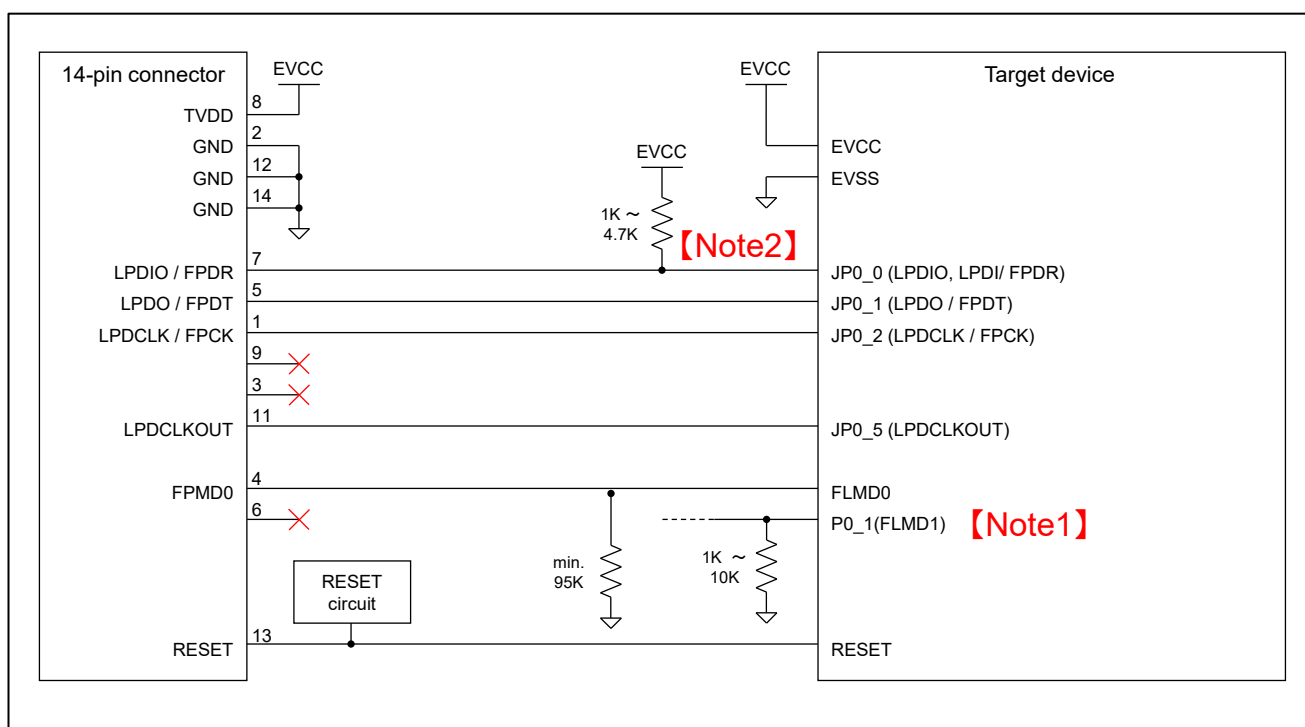 14-pin connector
EVCC
EVCC
Target device
8
TVDD
2
GND
EVCC
EVCC
12
GND
EVSS
14
GND
1K ～
4.7K
【Note2】
7
LPDIO / FPDR
JP0_0 (LPDIO, LPDI/ FPDR)
5
LPDO / FPDT
JP0_1 (LPDO / FPDT)
1
LPDCLK / FPCK
JP0_2 (LPDCLK / FPCK)
9
3
11
LPDCLKOUT
JP0_5 (LPDCLKOUT)
4
FPMD0
FLMD0
6
P0_1(FLMD1)
【Note1】
min.
95K
1K ～
10K
RESET
circuit
13
RESET
RESET